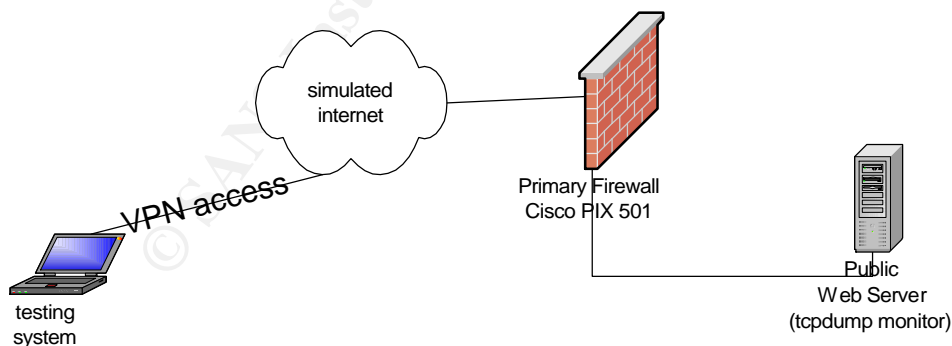 simulated
internet
Primary Firewall
Cisco PIX 501
VPN access
Public
Web Server
(tcpdump monitor)
testing
system